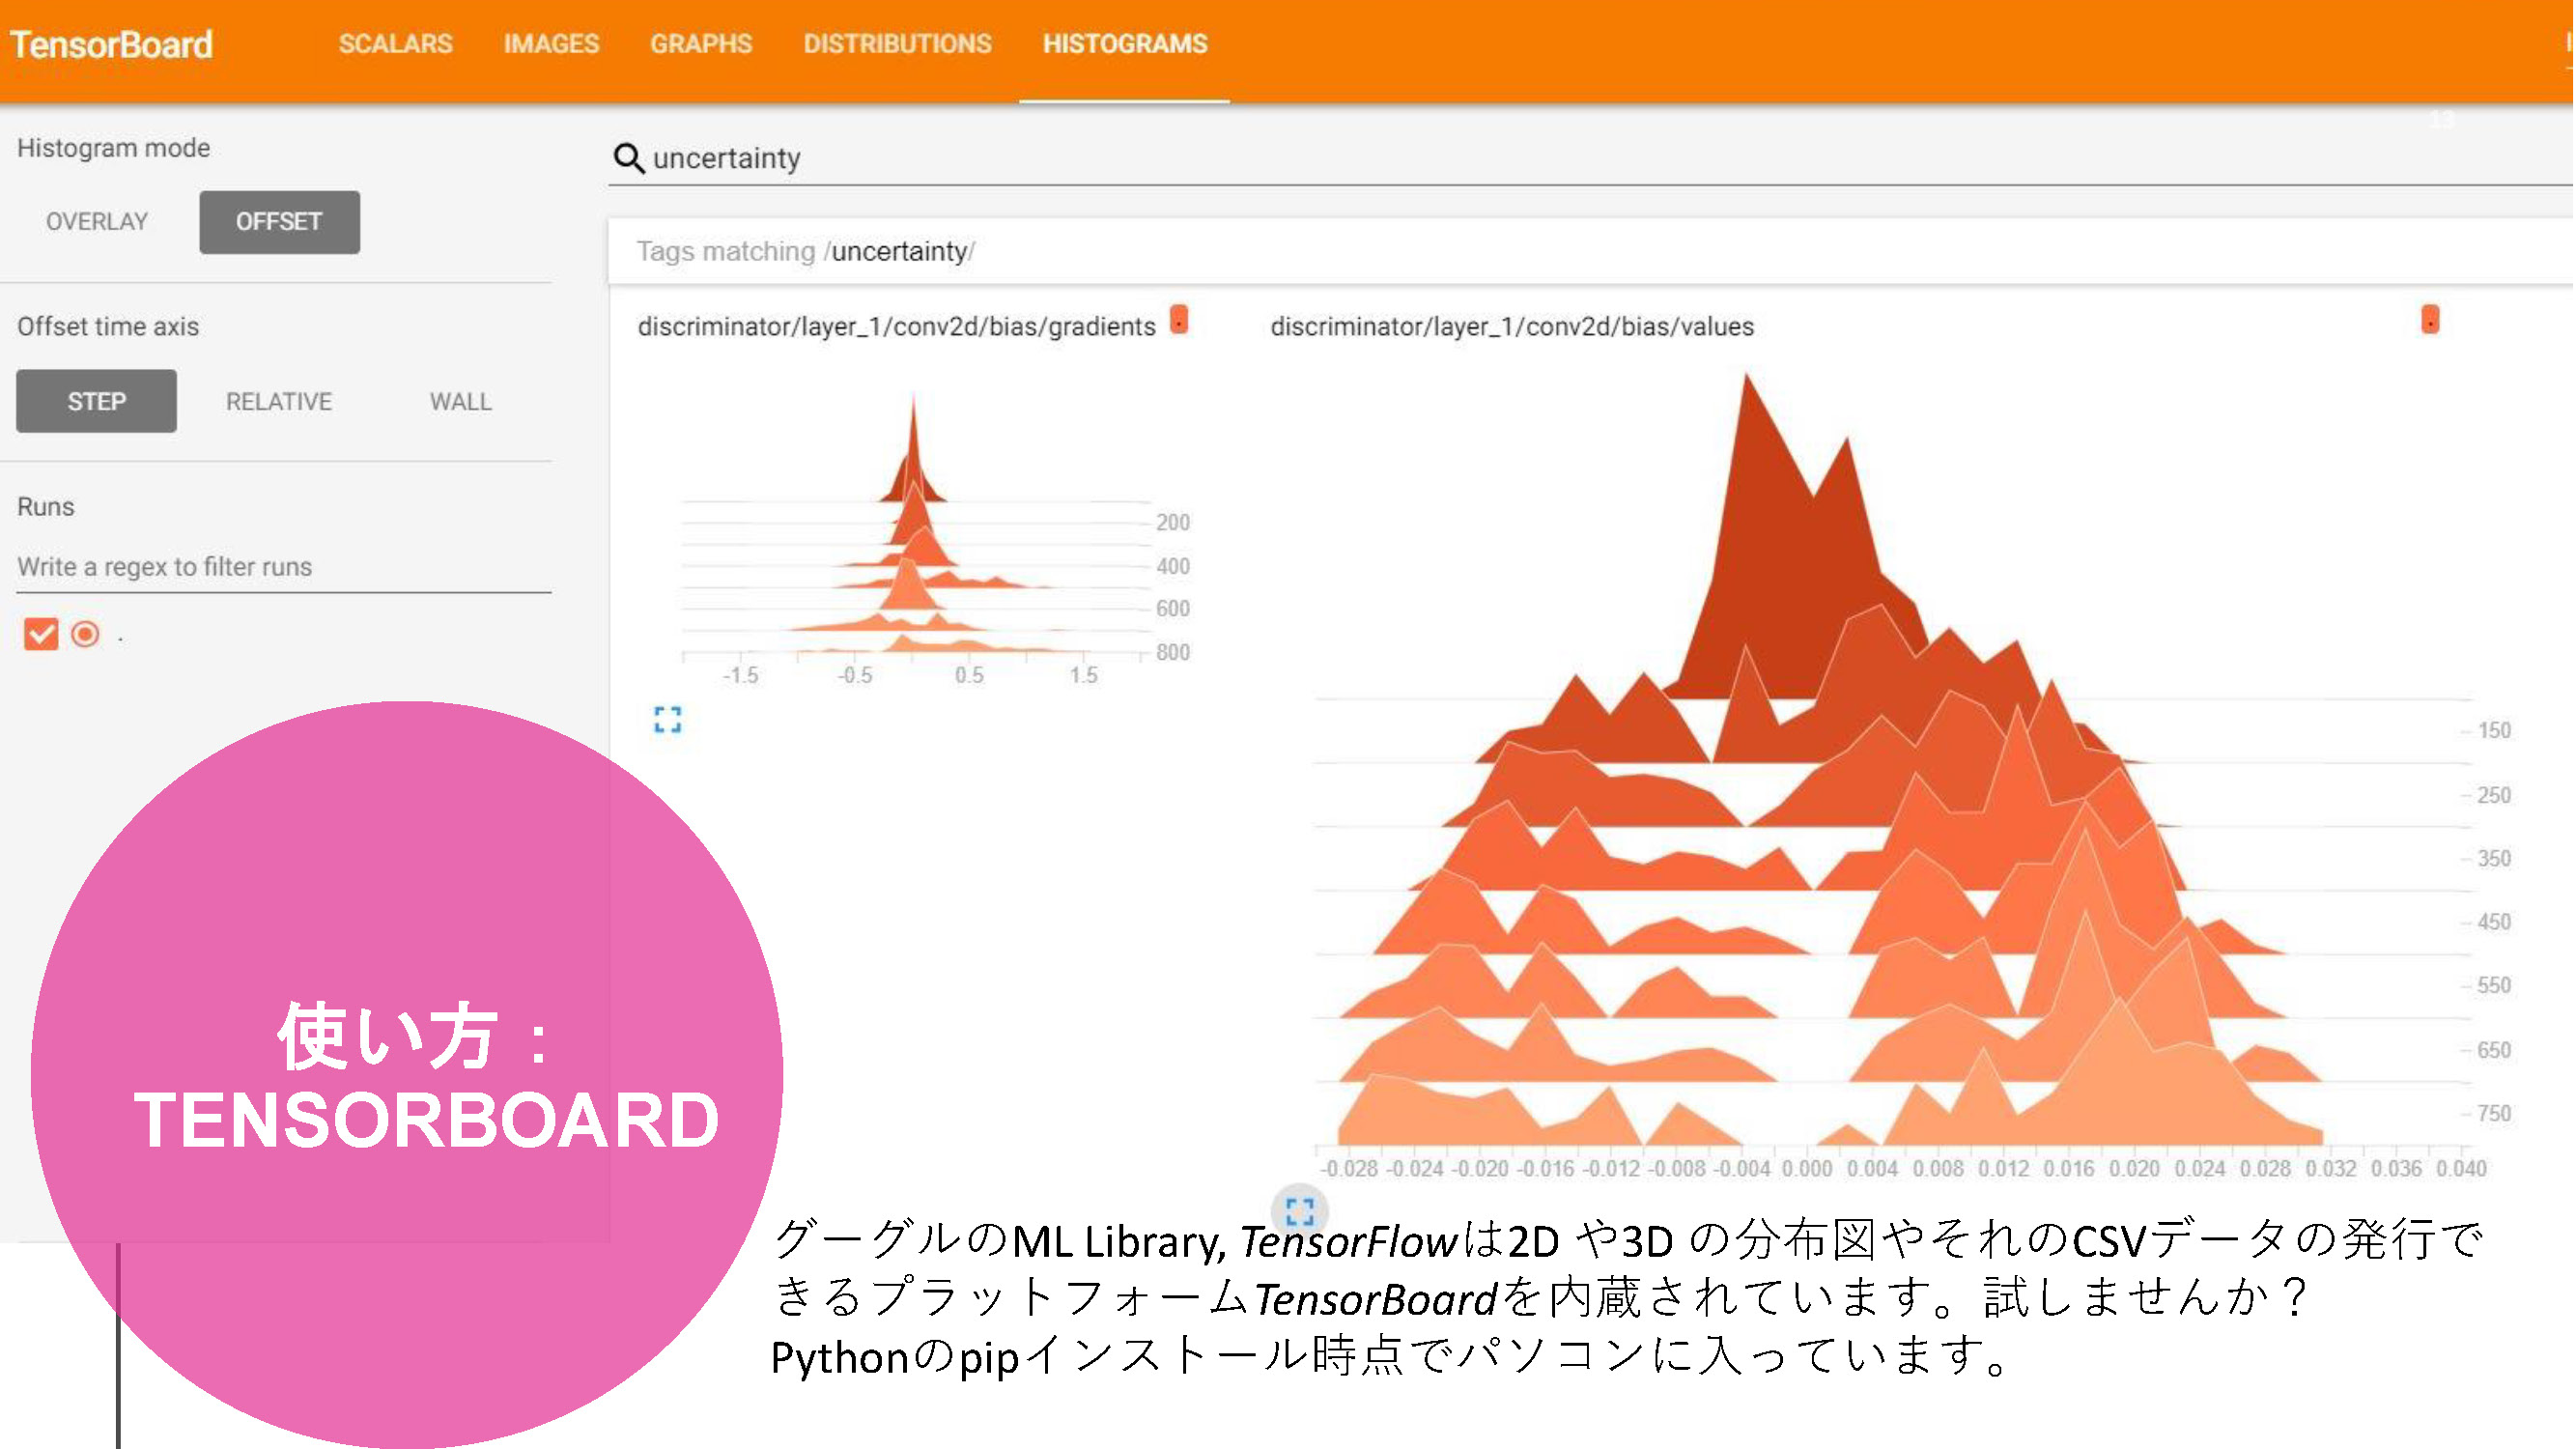 TensorBoard SCALARS IMAGES GRAPHS DISTRIBUTIONS HISTOGRAMS
13
Histogram mode
OVERLAY OFFSET
Offset time axis
STEP RELATIVE WALL
Runs
Write a regex to filter runs
.
uncertainty
Tags matching /uncertainty/
discriminator/layer_1/conv2d/bias/gradients
200
400
600
800
-1.5 -0.5 0.5 1.5
discriminator/layer_1/conv2d/bias/values
150
250
350
450
550
650
750
-0.028 -0.024 -0.020 -0.016 -0.012 -0.008 -0.004 0.000 0.004 0.008 0.012 0.016 0.020 0.024 0.028 0.032 0.036 0.040
使い方：
TENSORBOARD
グーグルのML Library, TensorFlowは2D や3D の分布図やそれのCSVデータの発行で
きるプラットフォームTensorBoardを内蔵されています。試しませんか？
Pythonのpipインストール時点でパソコンに入っています。